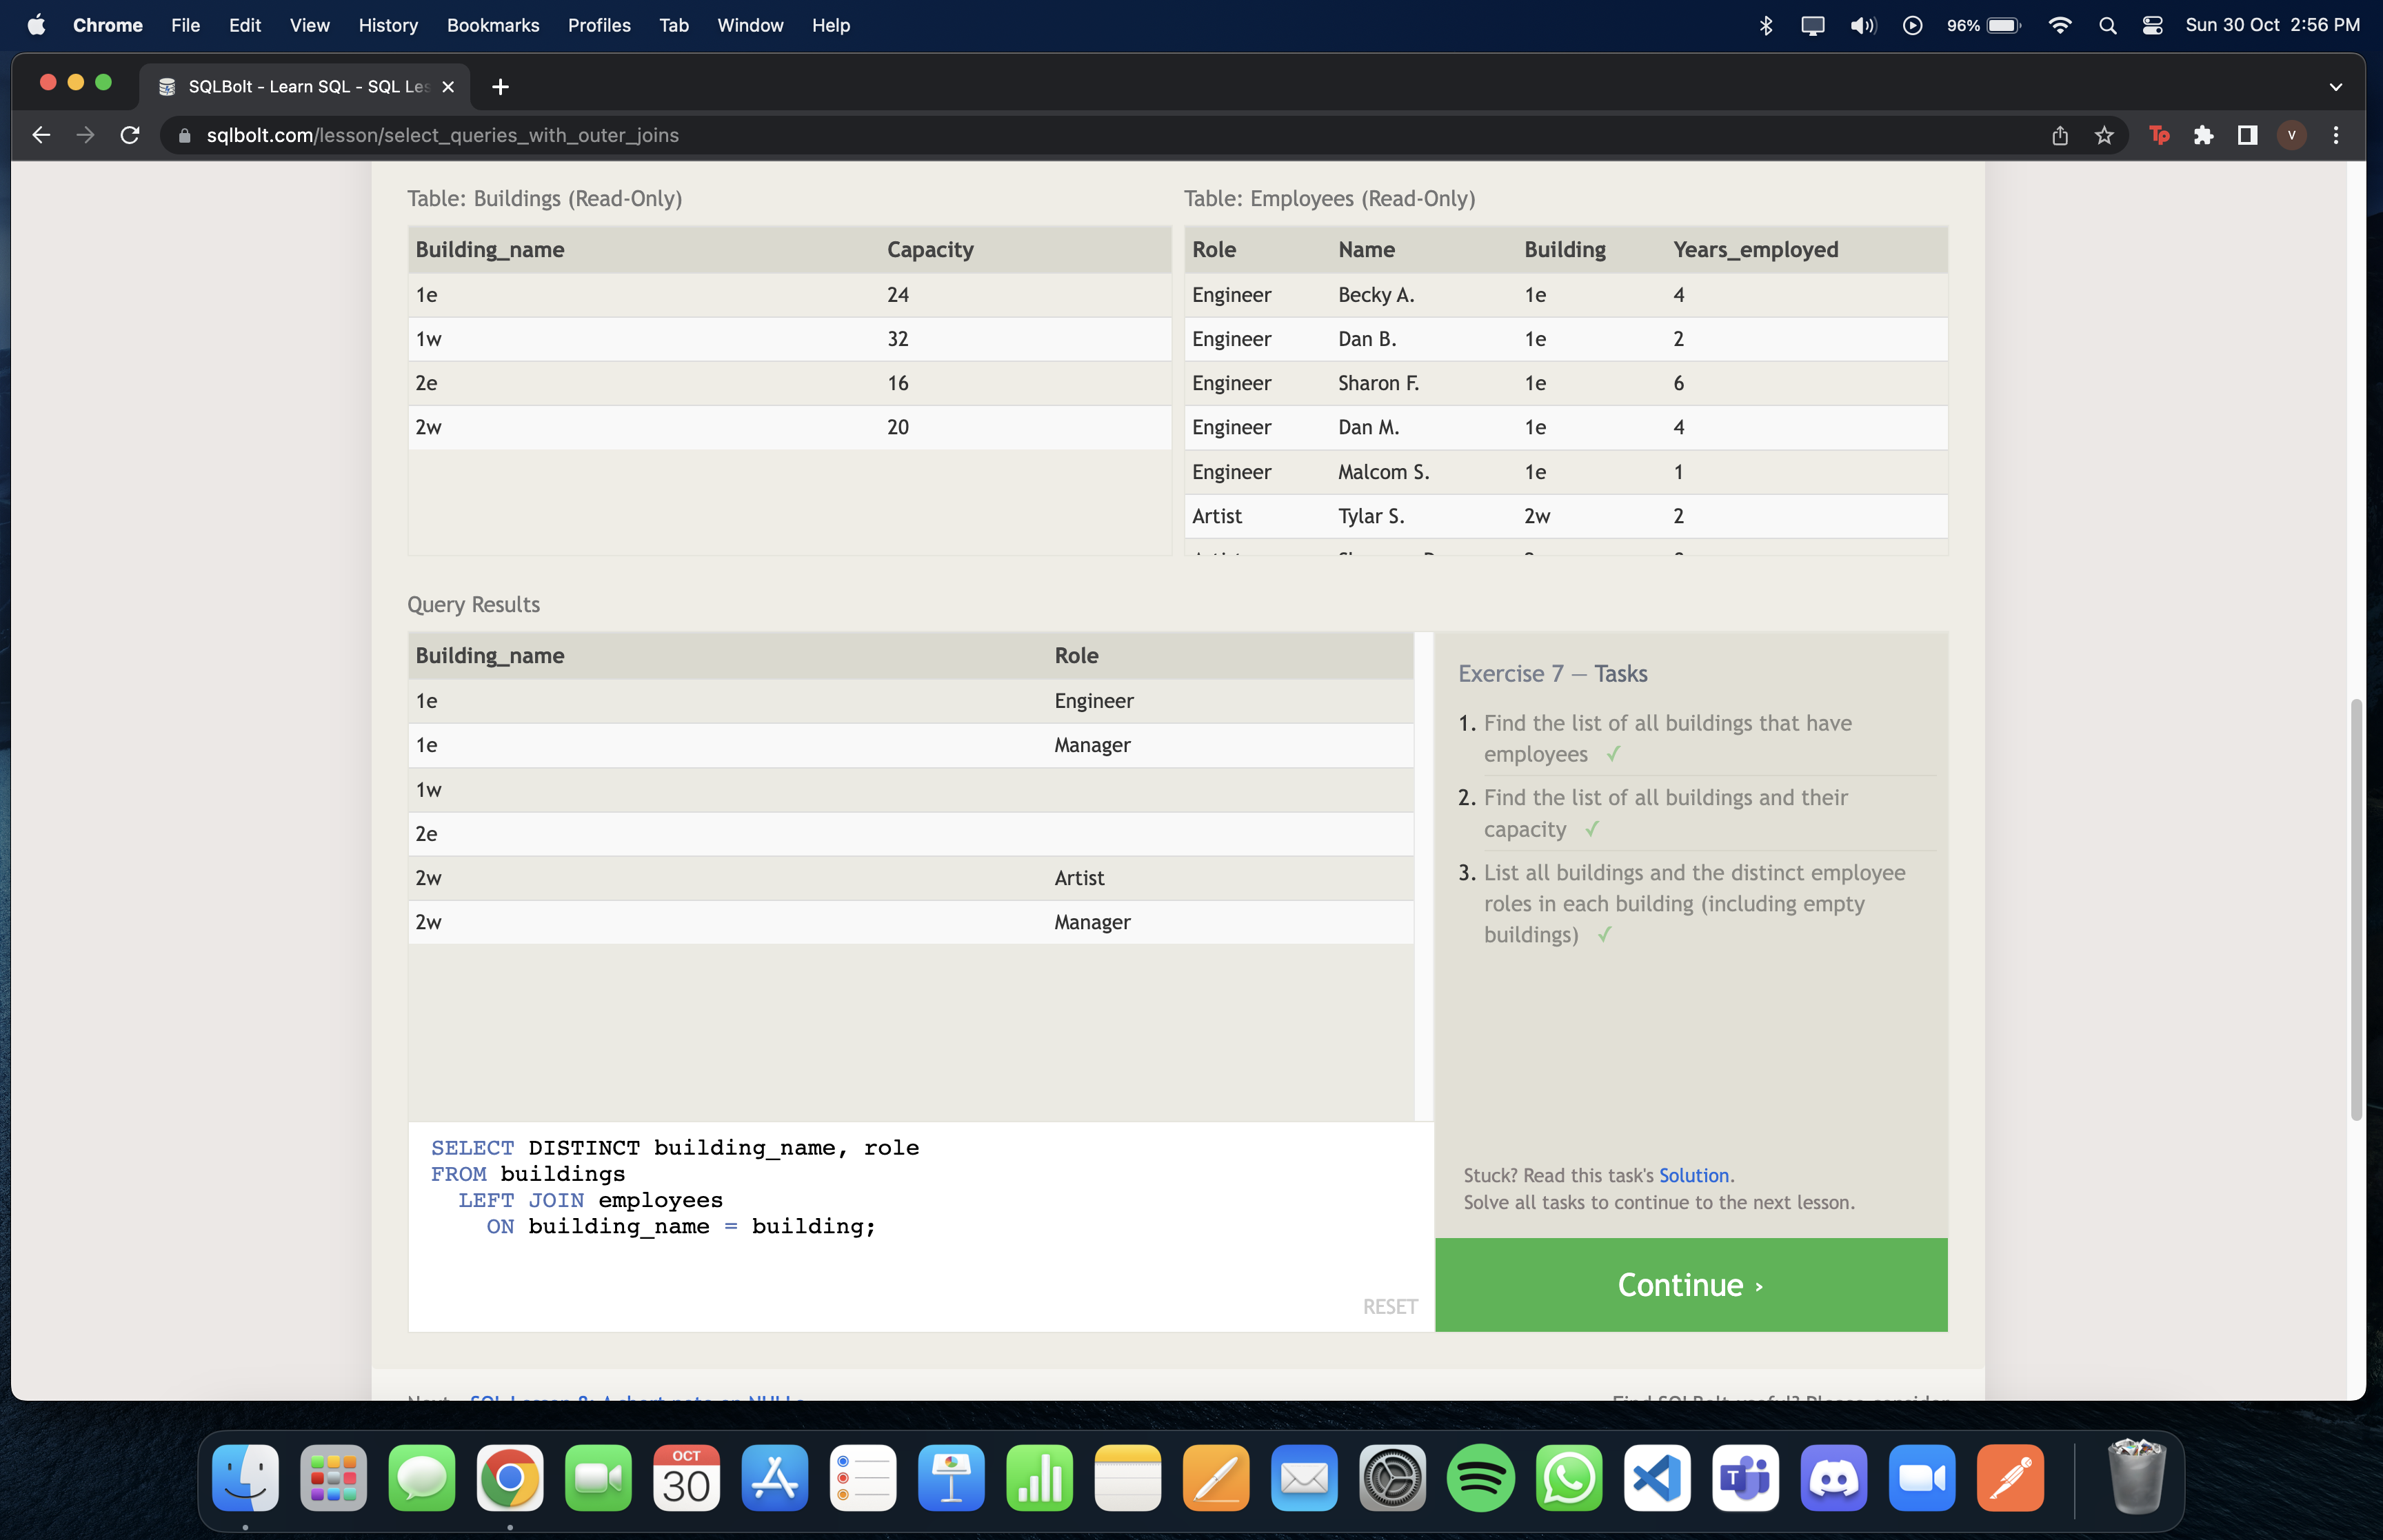 Chrome File Edit View History Bookmarks Profiles Tab Window Help 96% Sun 30 Oct 2:56 PM
SQLBolt - Learn SQL - SQL Les
sqlbolt.com/lesson/select_queries_with_outer_joins Tp V
Table: Buildings (Read-Only) Table: Employees (Read-Only)
Building_name Capacity Role Name Building Years_employed
1e 24 Engineer Becky A. 1e 4
1w 32 Engineer Dan B. 1e 2
2e 16 Engineer Sharon F. 1e 6
2w 20 Engineer Dan M. 1e 4
Engineer Malcom S. 1e 1
Artist Tylar S. 2w 2
Query Results
Building_name Role
1e Engineer
1e Manager
1w
2e
2w Artist
2w Manager
Exercise 7 — Tasks
1. Find the list of all buildings that have
employees ✓
2. Find the list of all buildings and their
capacity ✓
3. List all buildings and the distinct employee
roles in each building (including empty
buildings) ✓
SELECT DISTINCT building_name, role
FROM buildings
LEFT JOIN employees
ON building_name = building;
RESET
Stuck? Read this task's Solution.
Solve all tasks to continue to the next lesson.
Continue ›
OCT
30
T